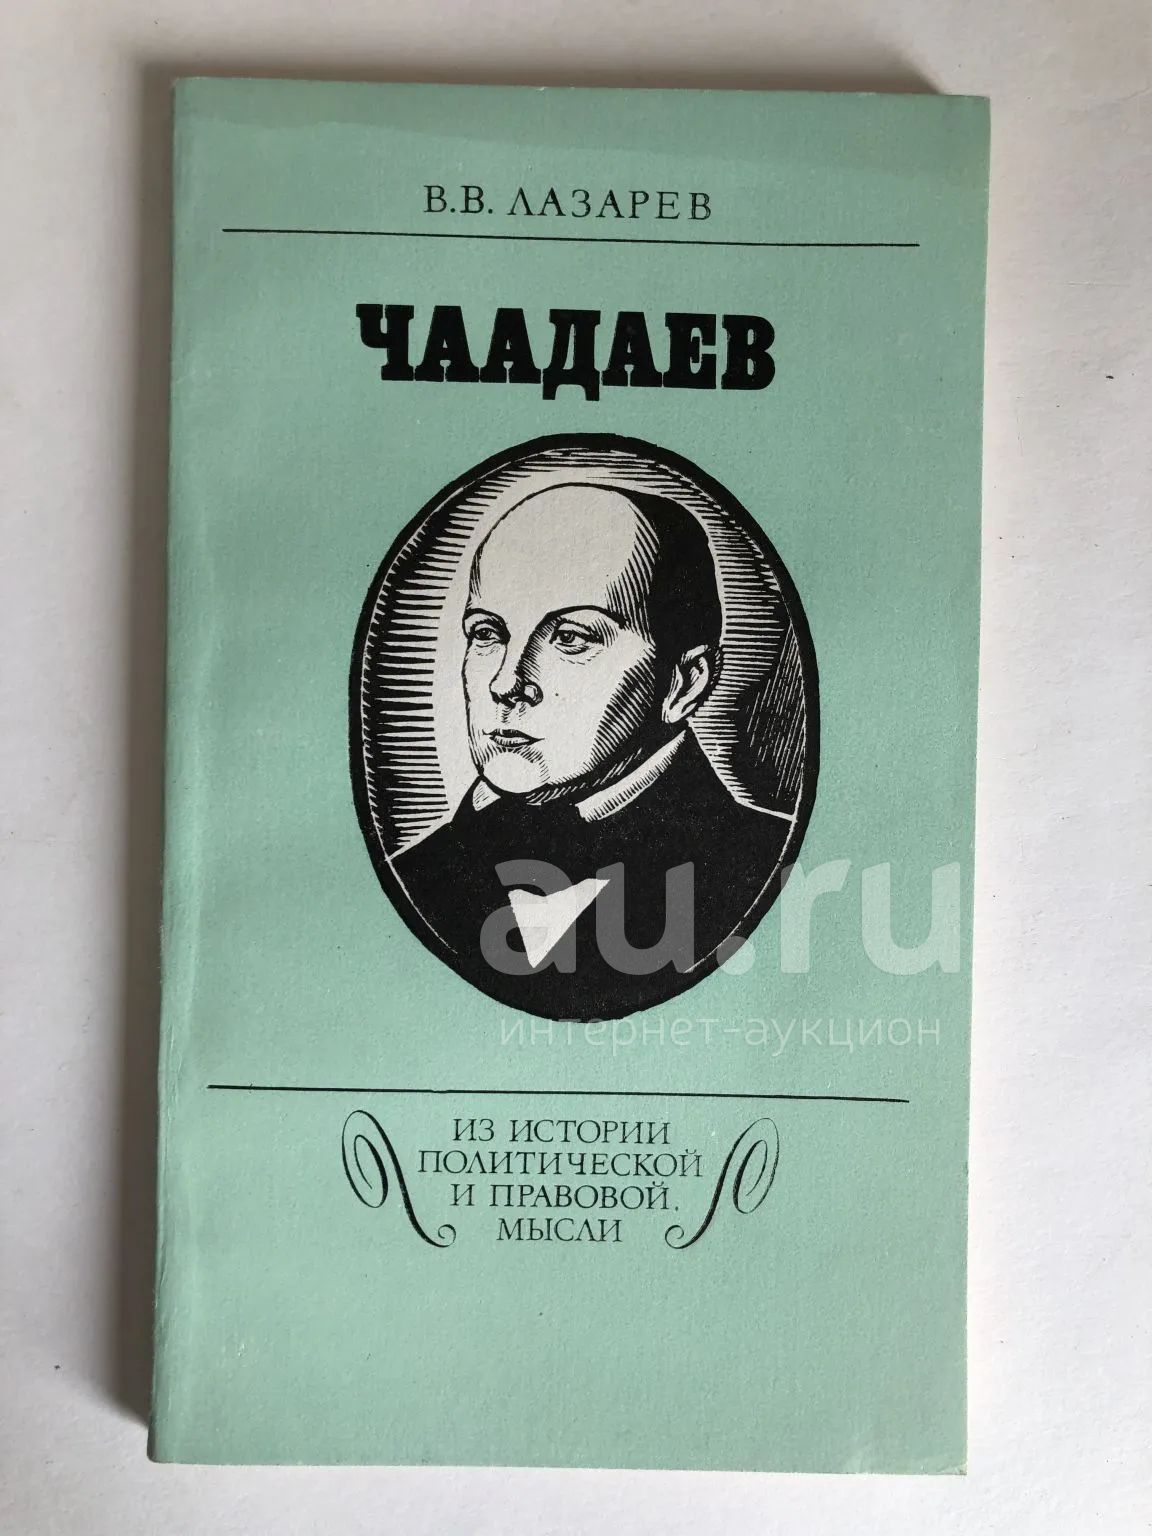 В.В. ЛАЗАРЕВ
ЧААДАЕВ
au.ru
интернет-аукцион
ИЗ ИСТОРИИ
ПОЛИТИЧЕСКОЙ
И ПРАВОВОЙ
МЫСЛИ